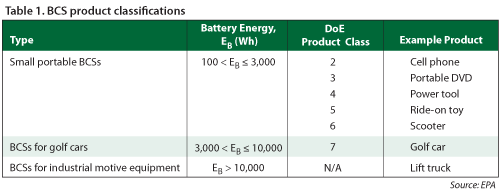 Table 1. BCS product classifications
Type Battery Energy, E_B (Wh) DoE Product Class Example Product
Small portable BCSs 100 < E_B ≤ 3,000 2 Cell phone
3 Portable DVD
4 Power tool
5 Ride-on toy
6 Scooter
BCSs for golf cars 3,000 < E_B ≤ 10,000 7 Golf car
BCSs for industrial motive equipment E_B > 10,000 N/A Lift truck
Source: EPA